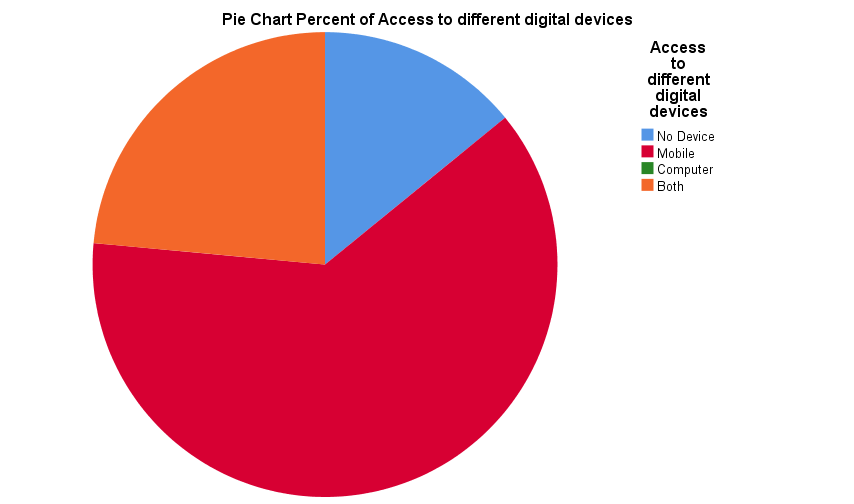 Pie Chart Percent of Access to different digital devices
Access
to
different
digital
devices
No Device
Mobile
Computer
Both